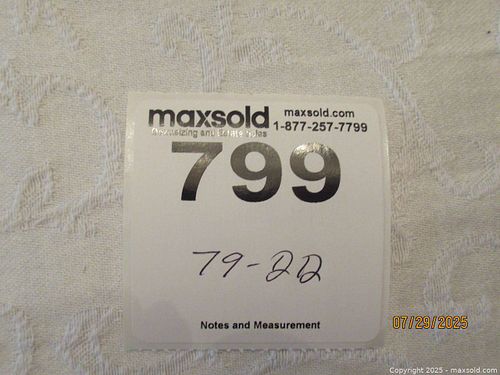 maxsold maxsold.com
Downsizing and Estate Sales 1-877-257-7799
799
79-22
Notes and Measurement
07/29/2025
Copyright 2025 - maxsold.com